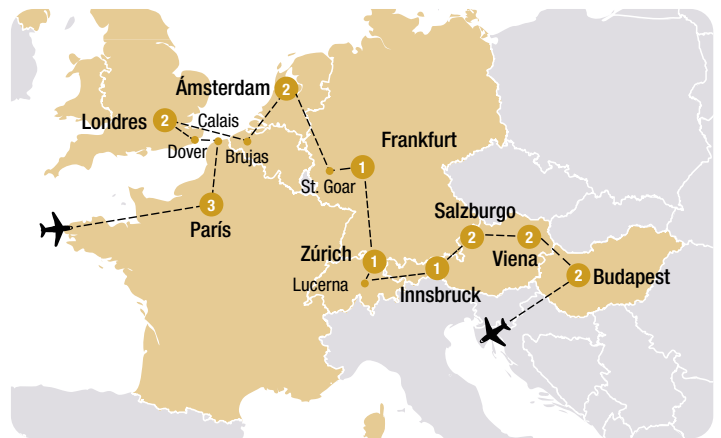 Ámsterdam
2
Londres
2
Calais
Dover
Brujas
Frankfurt
1
St. Goar
3
París
Salzburgo
2
2
Viena
Zúrich
1
Lucerna
1
Innsbruck
2
Budapest